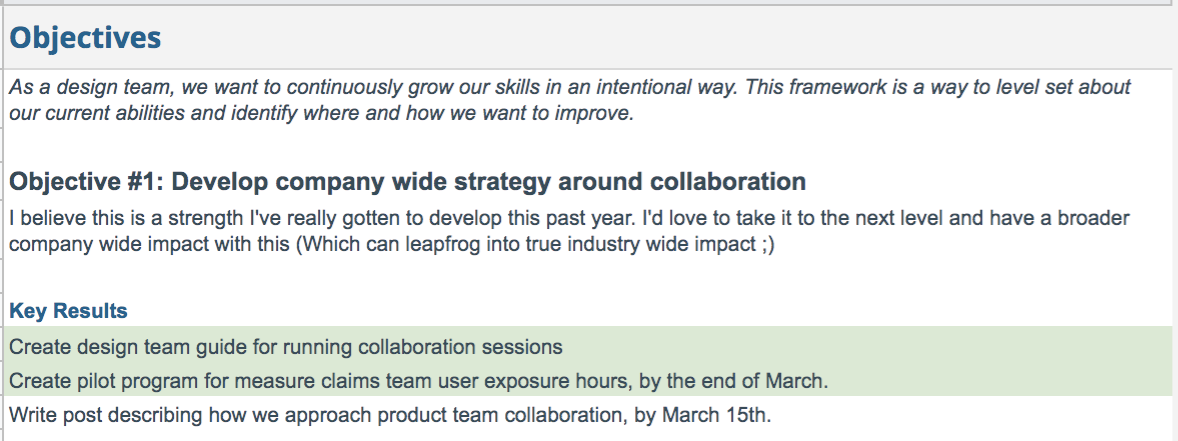 Objectives
As a design team, we want to continuously grow our skills in an intentional way. This framework is a way to level set about
our current abilities and identify where and how we want to improve.
Objective #1: Develop company wide strategy around collaboration
I believe this is a strength I've really gotten to develop this past year. I'd love to take it to the next level and have a broader
company wide impact with this (Which can leapfrog into true industry wide impact ;)
Key Results
Create design team guide for running collaboration sessions
Create pilot program for measure claims team user exposure hours, by the end of March.
Write post describing how we approach product team collaboration, by March 15th.